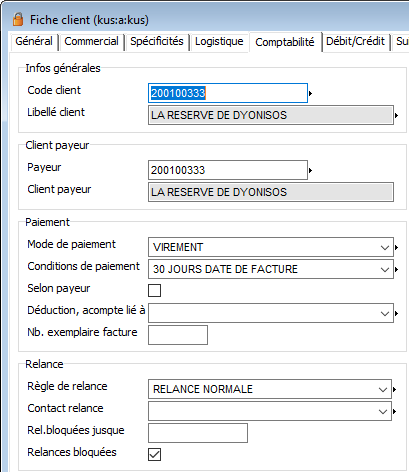 Fiche client (kus:a:kus)
Général Commercial Spécificités Logistique Comptabilité Débit/Crédit Su
Infos générales
Code client 200100333
Libellé client LA RESERVE DE DYONISOS
Client payeur
Payeur 200100333
Client payeur LA RESERVE DE DYONISOS
Paiement
Mode de paiement VIREMENT
Conditions de paiement 30 JOURS DATE DE FACTURE
Selon payeur
Déduction, acompte lié à
Nb. exemplaire facture
Relance
Règle de relance RELANCE NORMALE
Contact relance
Rel.bloquées jusque
Relances bloquées